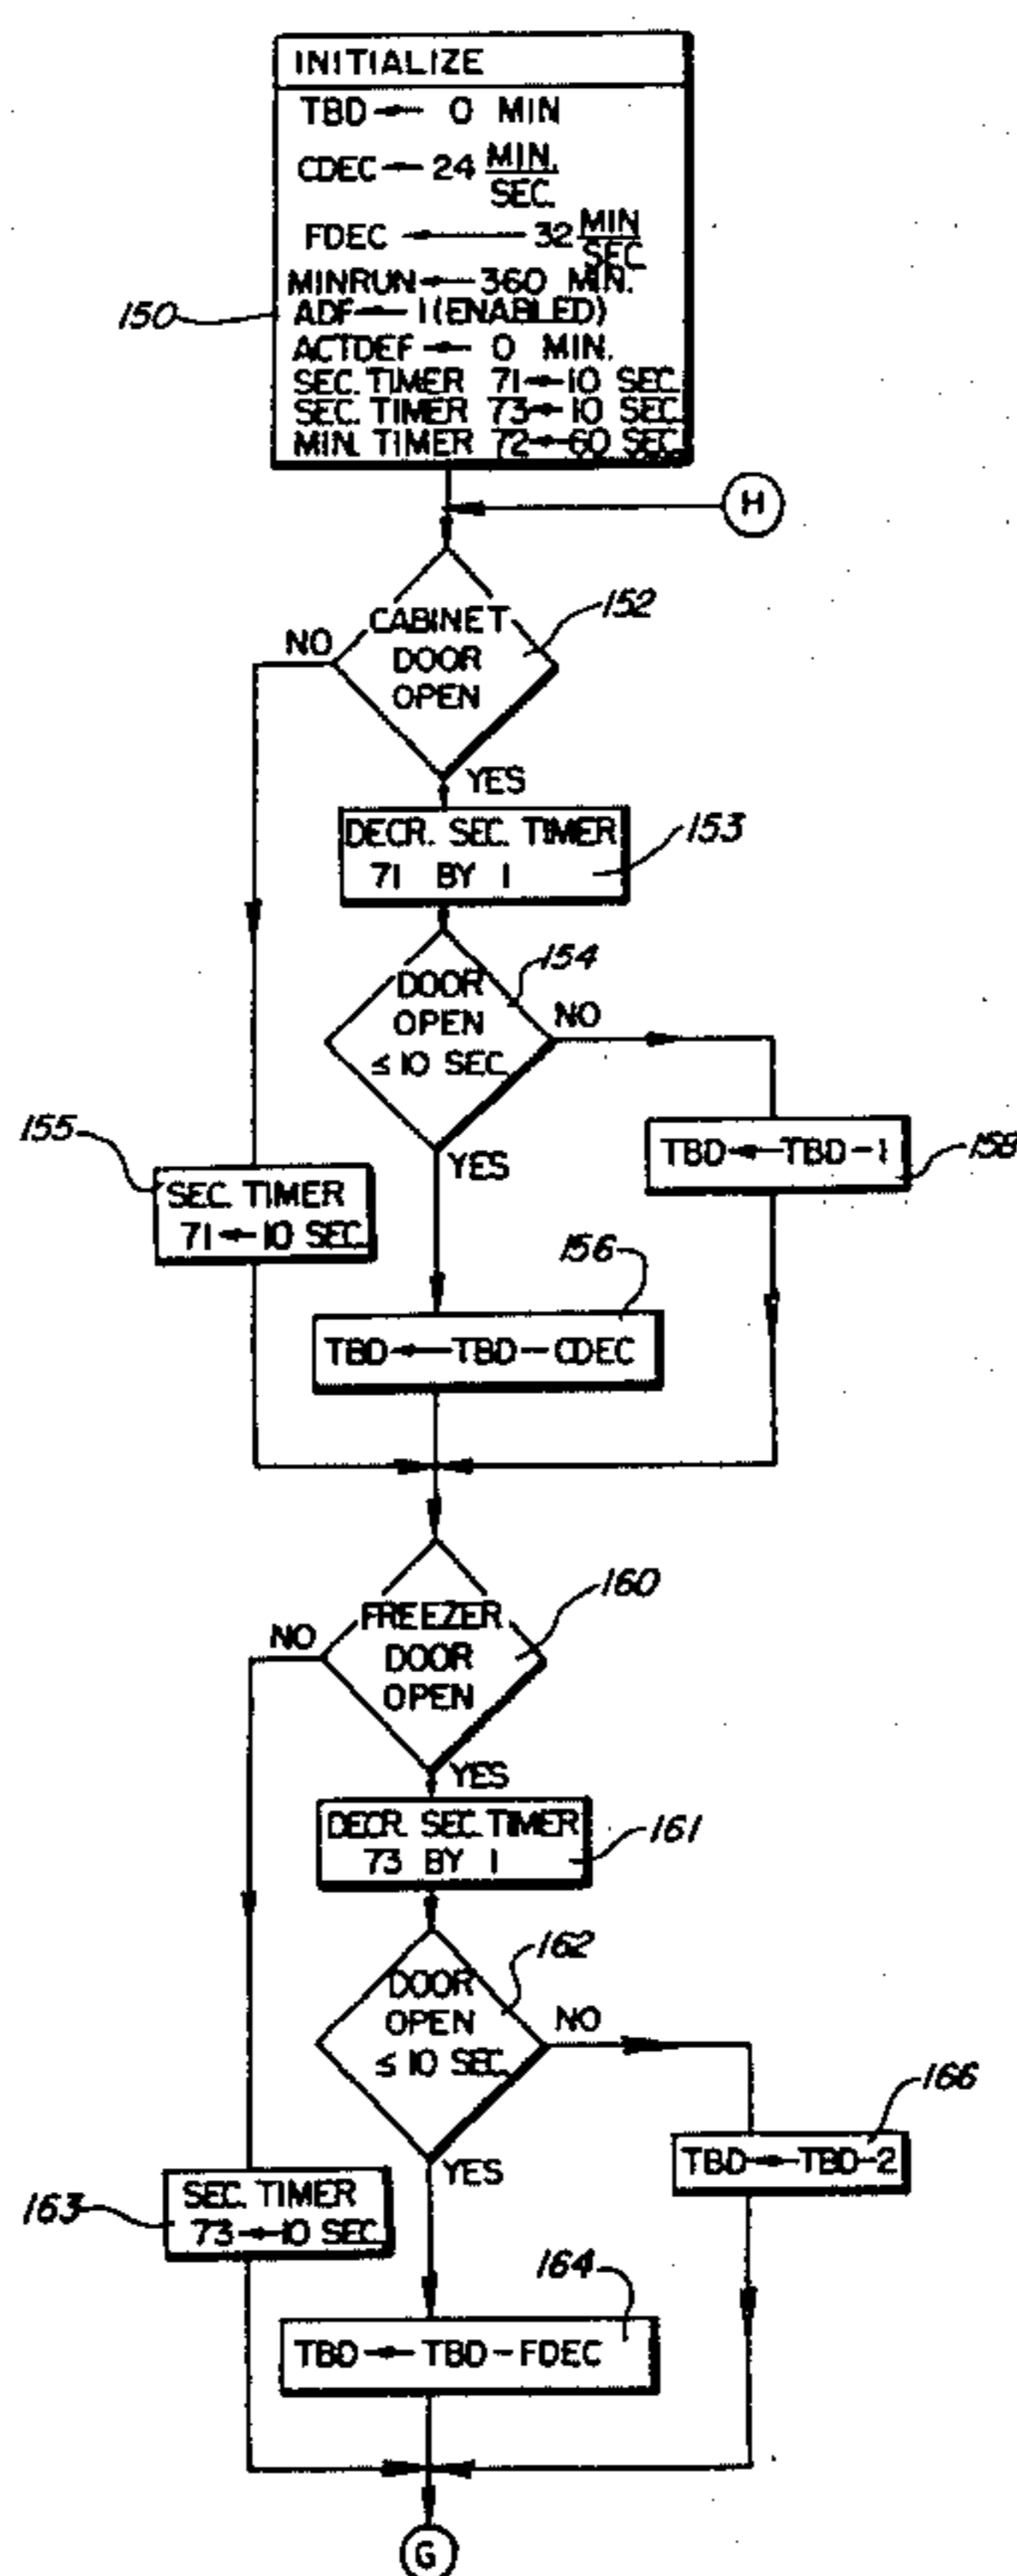 INITIALIZE
TBD ← 0 MIN
CDEC ← 24 MIN./SEC.
FDEC ← 32 MIN/SEC
MINRUN ← 360 MIN.
150
ADF ← 1 (ENABLED)
ACTDEF ← 0 MIN.
SEC. TIMER 71 ← 10 SEC.
SEC. TIMER 73 ← 10 SEC.
MIN. TIMER 72 ← 60 SEC.
H
152
NO
CABINET
DOOR
OPEN
YES
DECR. SEC. TIMER
71 BY 1
153
154
DOOR
OPEN
≤ 10 SEC.
NO
YES
155
SEC. TIMER
71 ← 10 SEC.
TBD ← TBD-1
158
156
TBD ← TBD-CDEC
160
NO
FREEZER
DOOR
OPEN
YES
DECR. SEC. TIMER
73 BY 1
161
162
DOOR
OPEN
≤ 10 SEC.
NO
YES
166
TBD ← TBD-2
163
SEC. TIMER
73 ← 10 SEC.
164
TBD ← TBD-FDEC
G